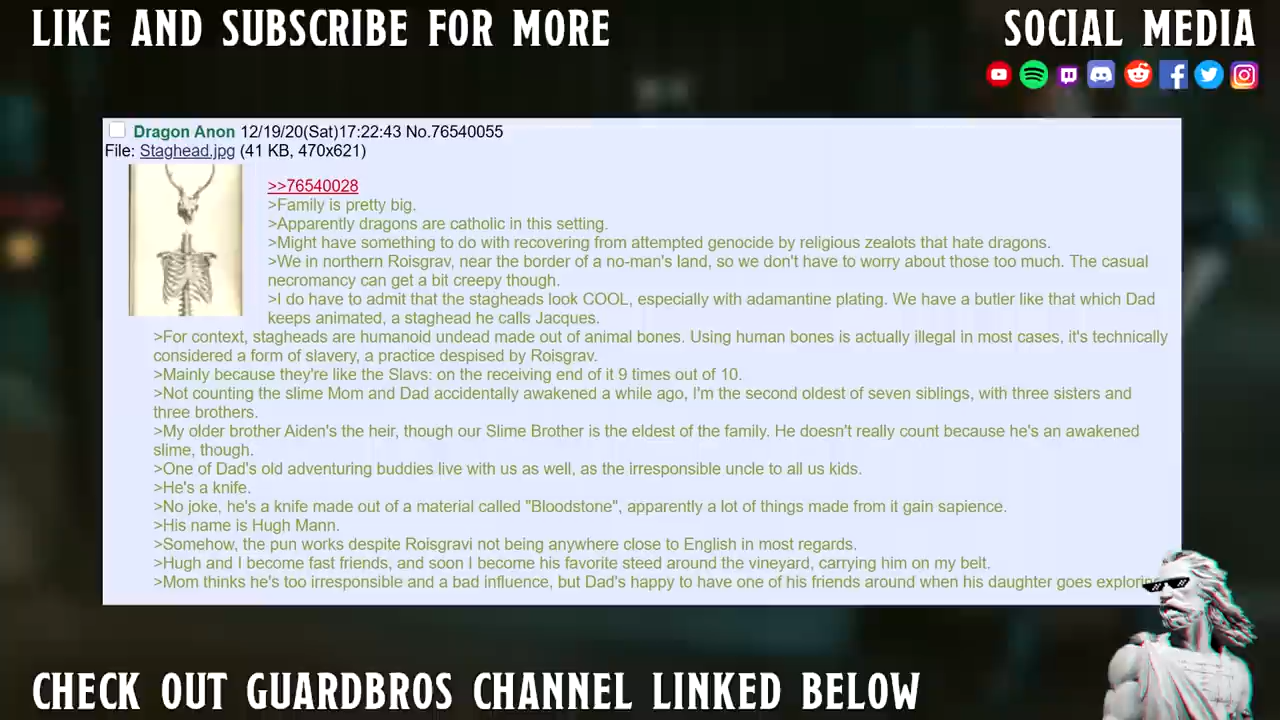 LIKE AND SUBSCRIBE FOR MORE
SOCIAL MEDIA
Dragon Anon 12/19/20(Sat)17:22:43 No.76540055
File: Staghead.jpg (41 KB, 470x621)
>>76540028
>Family is pretty big.
>Apparently dragons are catholic in this setting.
>Might have something to do with recovering from attempted genocide by religious zealots that hate dragons.
>We in northern Roisgrav, near the border of a no-man's land, so we don't have to worry about those too much. The casual
necromancy can get a bit creepy though.
>I do have to admit that the stagheads look COOL, especially with adamantine plating. We have a butler like that which Dad
keeps animated, a staghead he calls Jacques.
>For context, stagheads are humanoid undead made out of animal bones. Using human bones is actually illegal in most cases, it's technically
considered a form of slavery, a practice despised by Roisgrav.
>Mainly because they're like the Slavs: on the receiving end of it 9 times out of 10.
>Not counting the slime Mom and Dad accidentally awakened a while ago, I'm the second oldest of seven siblings, with three sisters and
three brothers.
>My older brother Aiden's the heir, though our Slime Brother is the eldest of the family. He doesn't really count because he's an awakened
slime, though.
>One of Dad's old adventuring buddies live with us as well, as the irresponsible uncle to all us kids.
>He's a knife.
>No joke, he's a knife made out of a material called "Bloodstone", apparently a lot of things made from it gain sapience.
>His name is Hugh Mann.
>Somehow, the pun works despite Roisgravi not being anywhere close to English in most regards.
>Hugh and I become fast friends, and soon I become his favorite steed around the vineyard, carrying him on my belt.
>Mom thinks he's too irresponsible and a bad influence, but Dad's happy to have one of his friends around when his daughter goes
CHECK OUT GUARDBROS CHANNEL LINKED BELOW